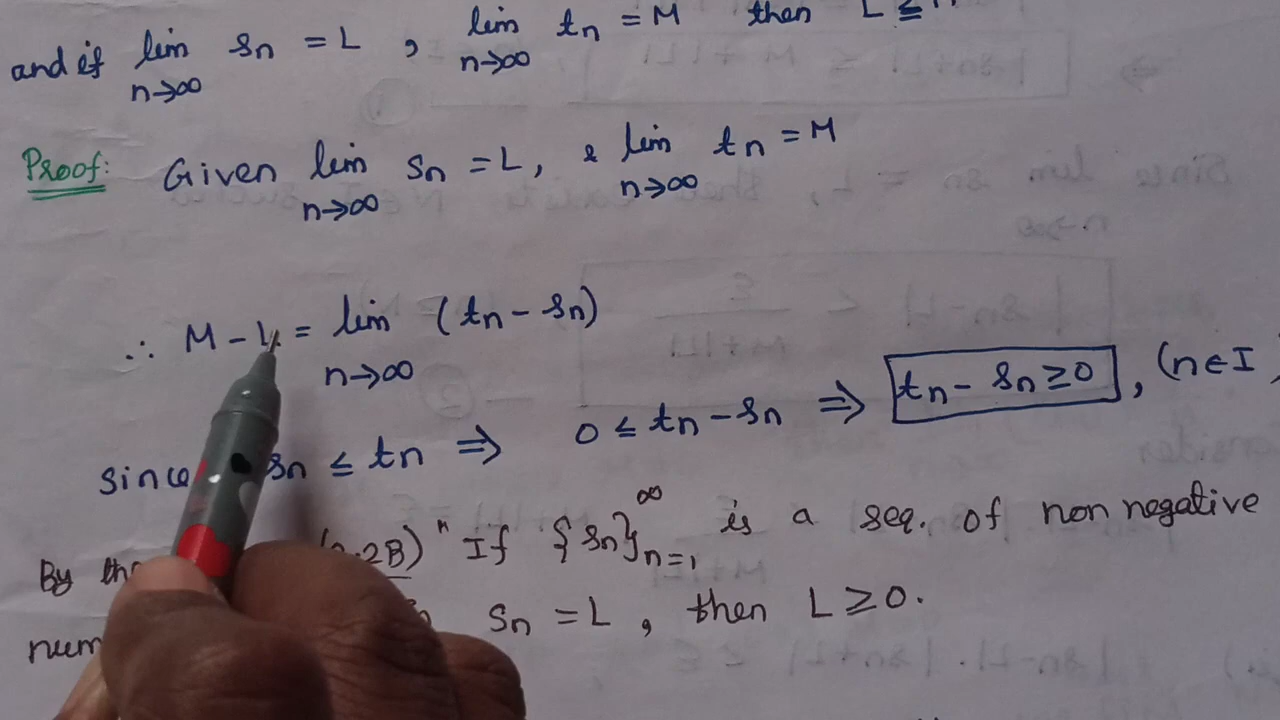 and if lim sn = L, lim tn = M then L ≤
n→∞ n→∞
Proof: Given lim sn = L, & lim tn = M
n→∞ n→∞
∴ M - L = lim (tn - sn)
n→∞
since sn ≤ tn ⇒ 0 ≤ tn - sn ⇒ tn - sn ≥ 0, (n ∈ I
By 2B) " If {sn}∞n=1 is a seq. of non negative
sn = L, then L ≥ 0.